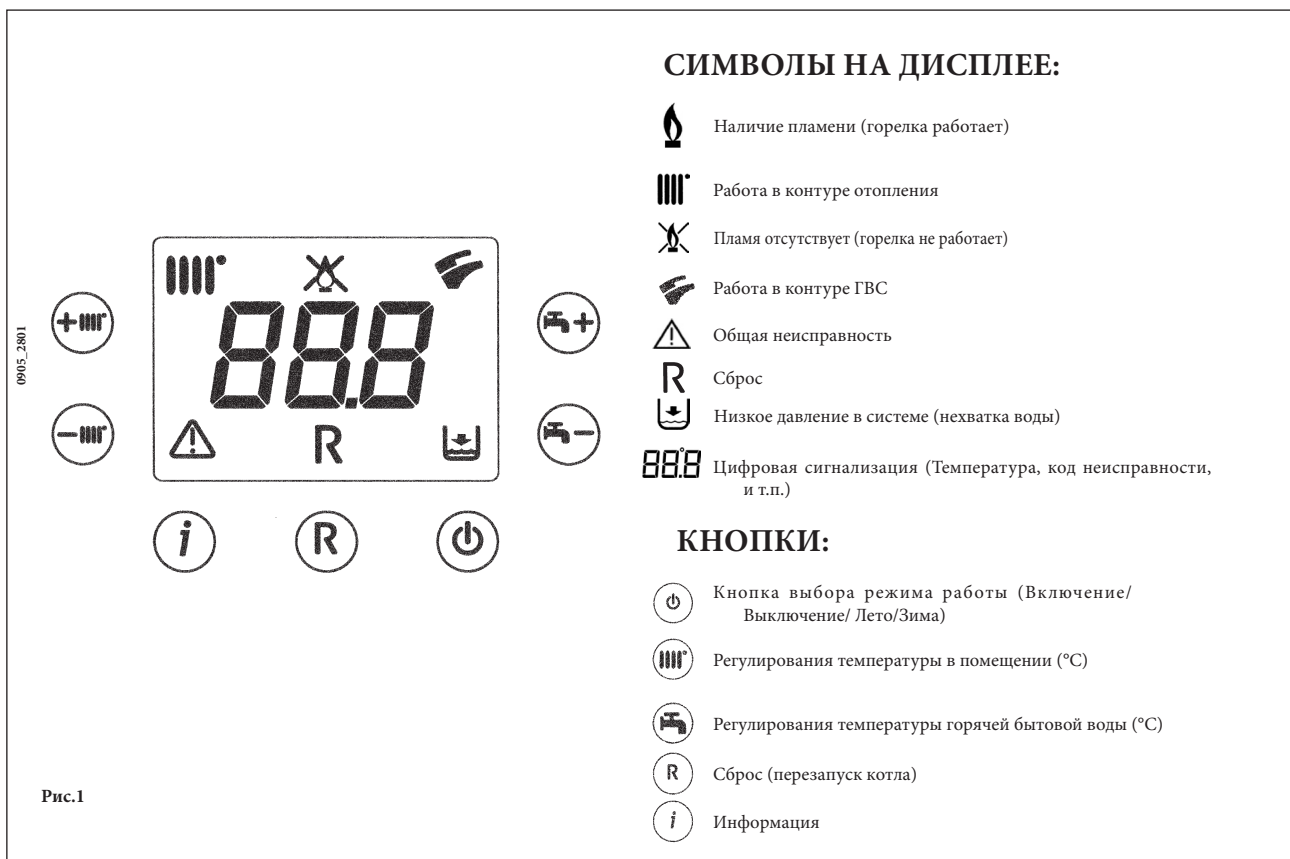 СИМВОЛЫ НА ДИСПЛЕЕ:
Наличие пламени (горелка работает)
Работа в контуре отопления
Пламя отсутствует (горелка не работает)
Работа в контуре ГВС
Общая неисправность
R Сброс
Низкое давление в системе (нехватка воды)
88.8 Цифровая сигнализация (Температура, код неисправности,
и т.п.)
КНОПКИ:
Кнопка выбора режима работы (Включение/
Выключение/ Лето/Зима)
Регулирования температуры в помещении (°C)
Регулирования температуры горячей бытовой воды (°C)
R Сброс (перезапуск котла)
i Информация
0905_2801
88.8
+
+
−
−
R
i
R
Рис.1